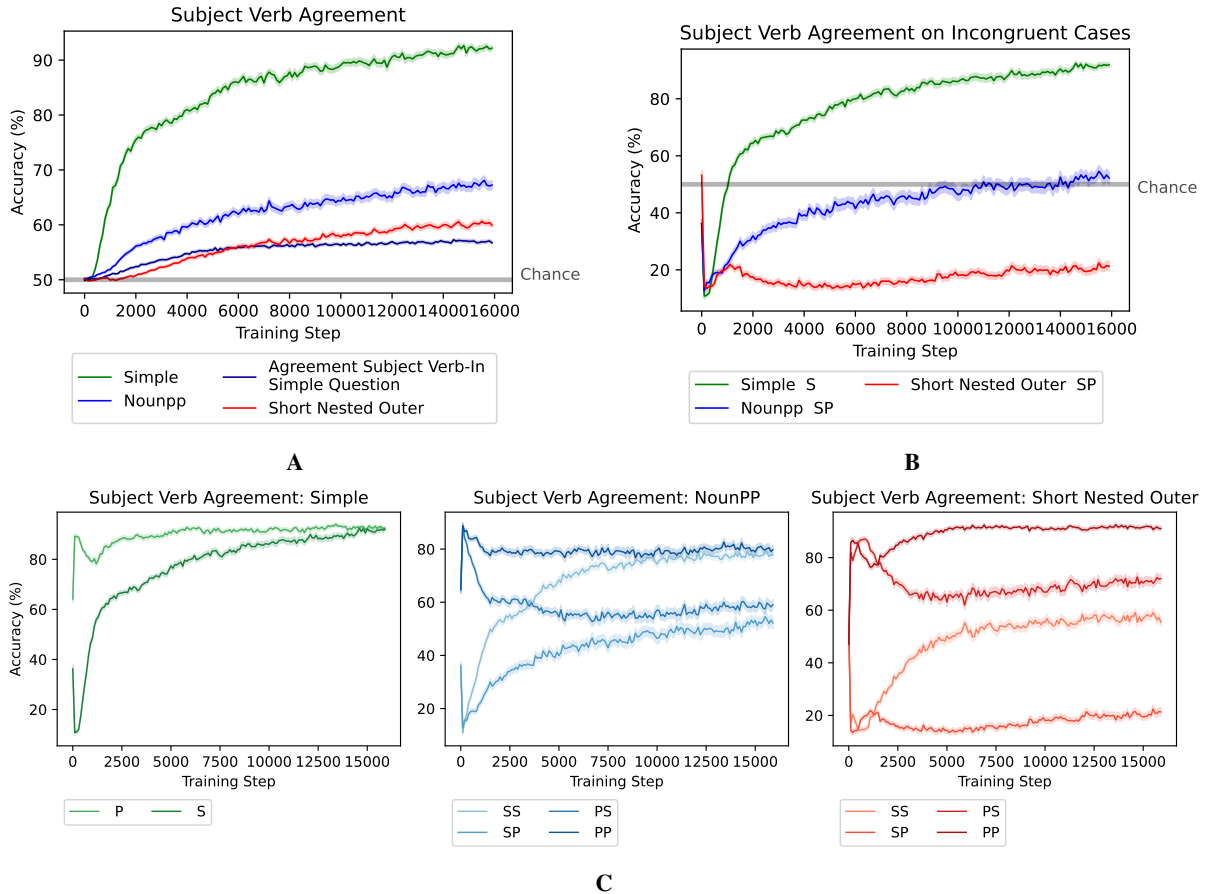 Subject Verb Agreement
Accuracy (%)
90
80
70
60
50
Chance
0 2000 4000 6000 8000 10000 12000 14000 16000
Training Step
Simple
Nounpp
Agreement Subject Verb-In
Simple Question
Short Nested Outer
A
Subject Verb Agreement on Incongruent Cases
Accuracy (%)
80
60
40
20
Chance
0 2000 4000 6000 8000 10000 12000 14000 16000
Training Step
Simple S
Nounpp SP
Short Nested Outer SP
B
Subject Verb Agreement: Simple
Accuracy (%)
80
60
40
20
0 2500 5000 7500 10000 12500 15000
Training Step
P
S
Subject Verb Agreement: NounPP
80
60
40
20
0 2500 5000 7500 10000 12500 15000
Training Step
SS
SP
PS
PP
Subject Verb Agreement: Short Nested Outer
80
60
40
20
0 2500 5000 7500 10000 12500 15000
Training Step
SS
SP
PS
PP
C